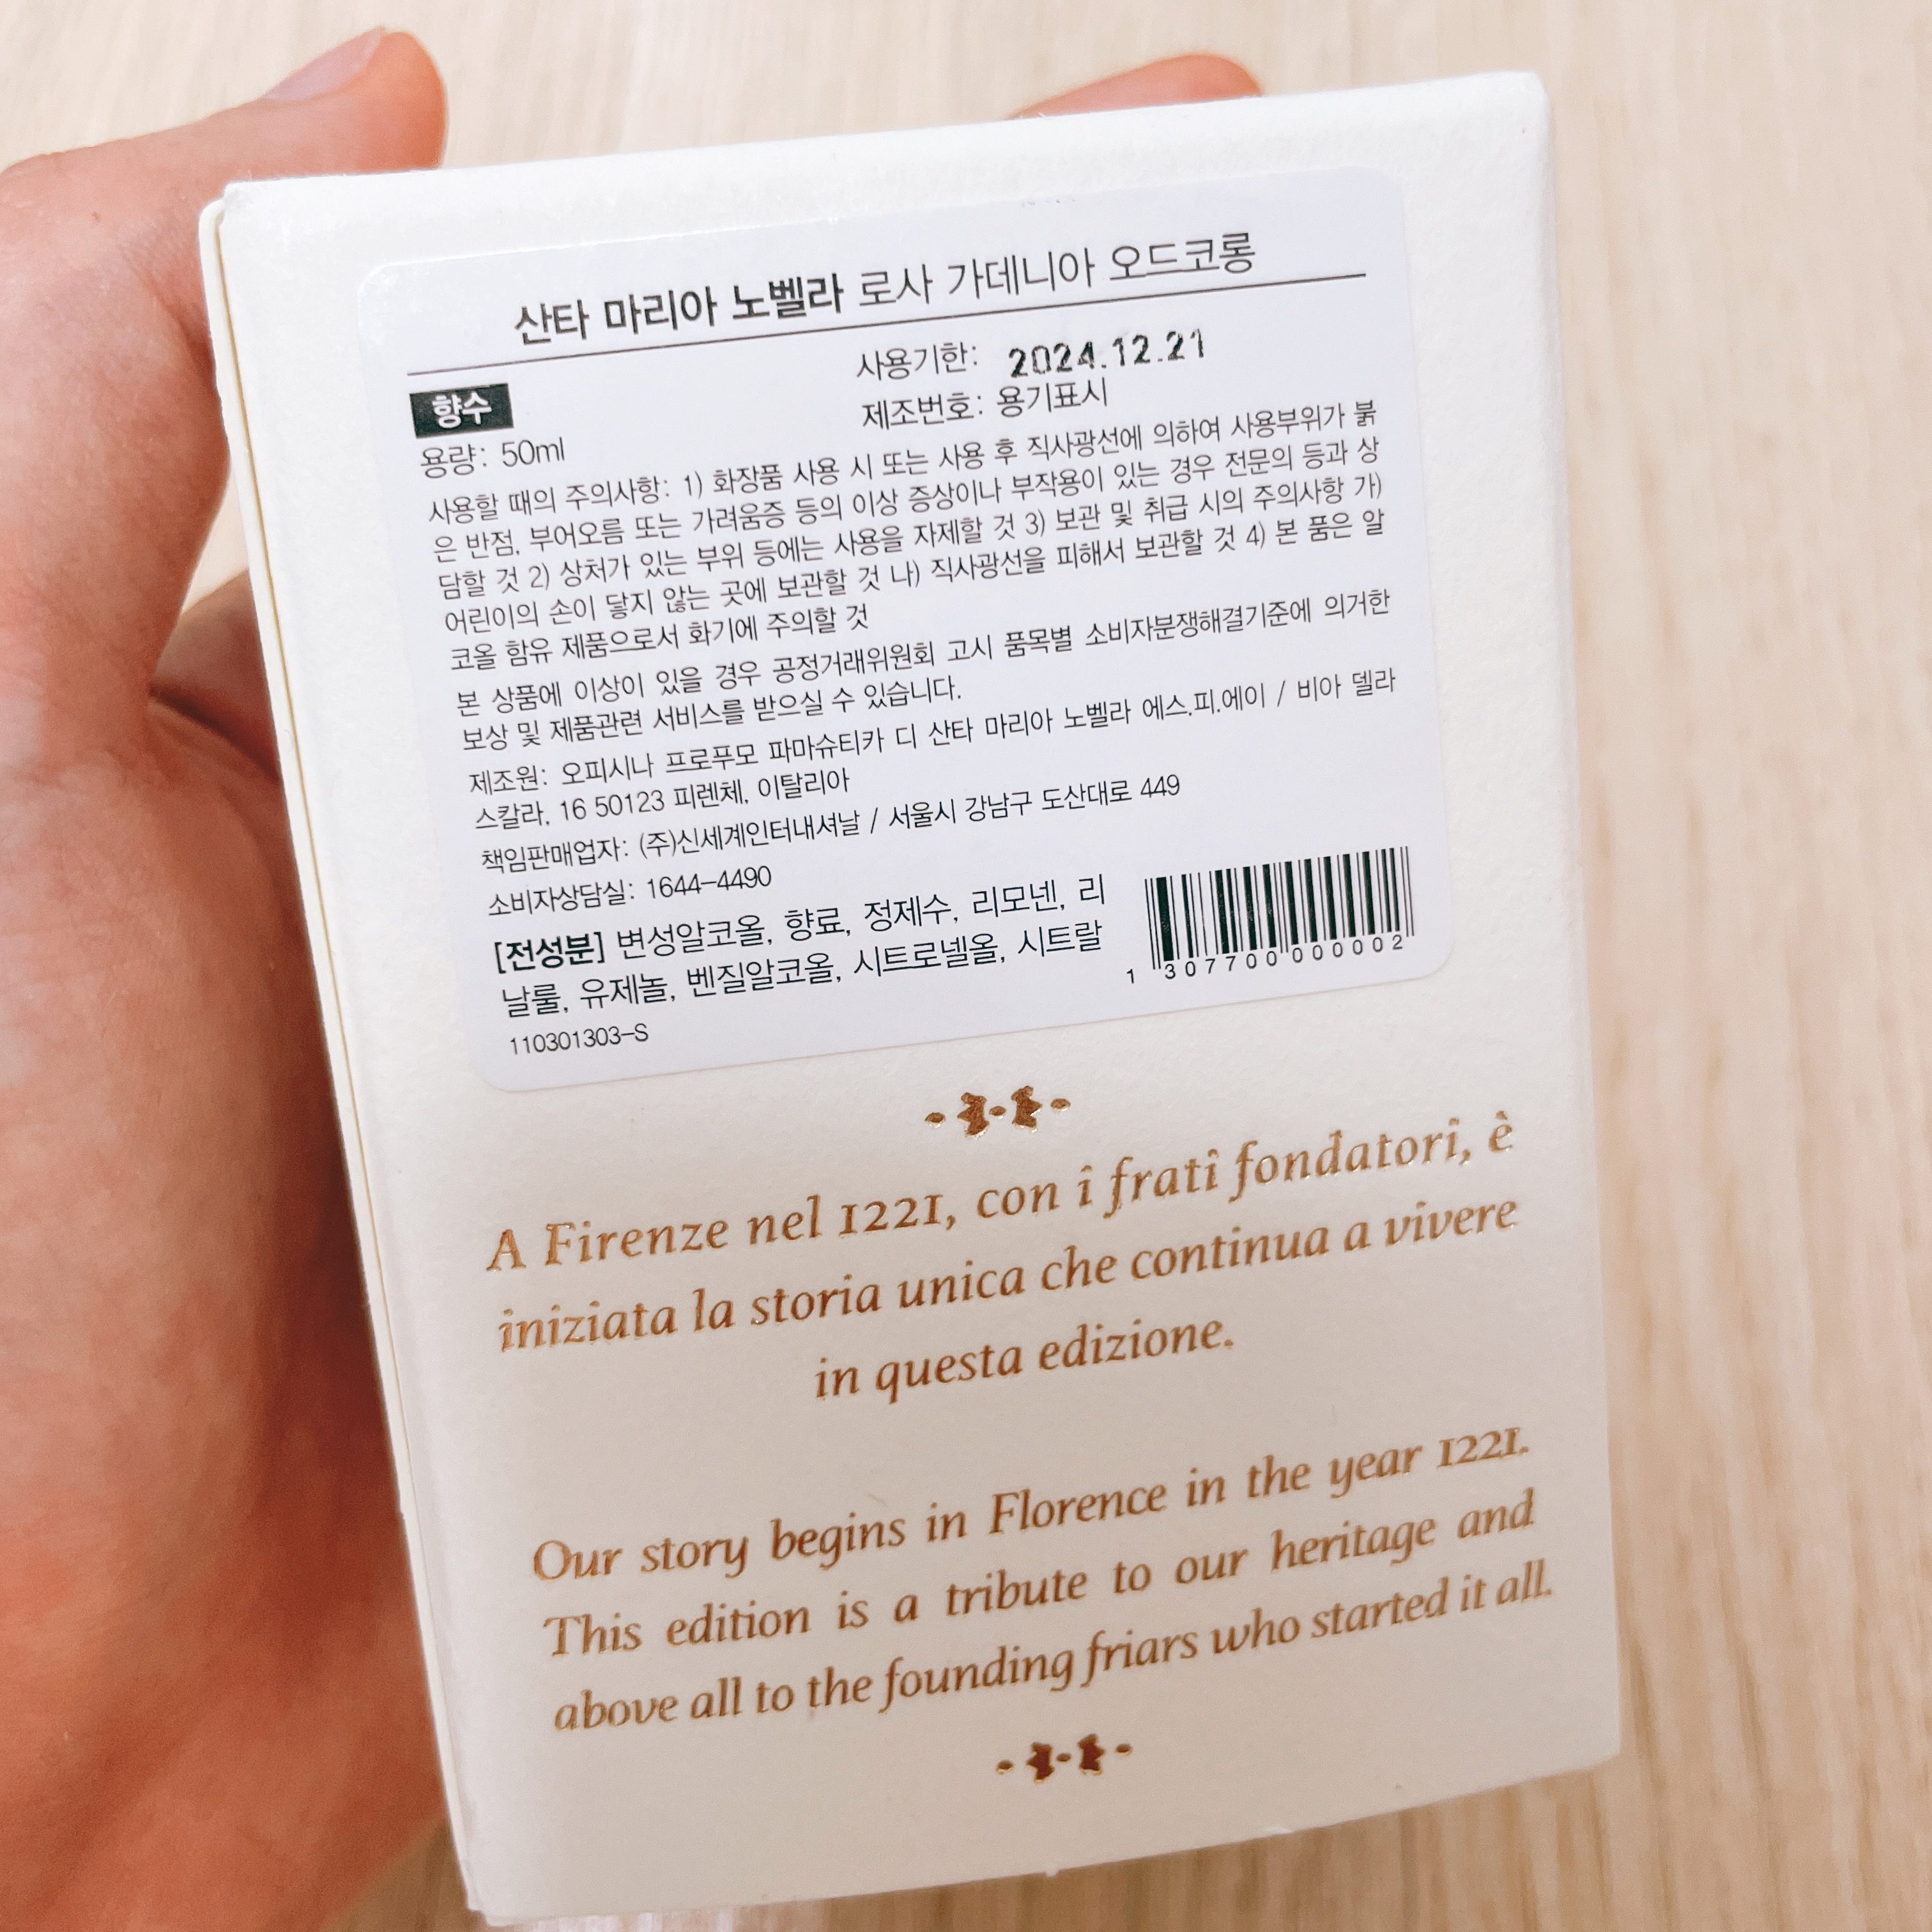 산타 마리아 노벨라 로사 가데니아 오드코롱
향수
용량: 50ml
사용기한: 2024.12.21
제조번호: 용기표시
사용할 때의 주의사항: 1) 화장품 사용 시 또는 사용 후 직사광선에 의하여 사용부위가 붉
은 반점, 부어오름 또는 가려움증 등의 이상 증상이나 부작용이 있는 경우 전문의 등과 상
담할 것 2) 상처가 있는 부위 등에는 사용을 자제할 것 3) 보관 및 취급 시의 주의사항 가)
어린이의 손이 닿지 않는 곳에 보관할 것 나) 직사광선을 피해서 보관할 것 4) 본 품은 알
코올 함유 제품으로서 화기에 주의할 것
본 상품에 이상이 있을 경우 공정거래위원회 고시 품목별 소비자분쟁해결기준에 의거한
보상 및 제품관련 서비스를 받으실 수 있습니다.
제조원: 오피시나 프로푸모 파마슈티카 디 산타 마리아 노벨라 에스.피.에이 / 비아 델라
스칼라, 16 50123 피렌체, 이탈리아
책임판매업자: (주)신세계인터내셔날 / 서울시 강남구 도산대로 449
소비자상담실: 1644-4490
[전성분] 변성알코올, 향료, 정제수, 리모넨, 리
날룰, 유제놀, 벤질알코올, 시트로넬올, 시트랄
110301303-S
1 307700 000002
A Firenze nel 1221, con i frati fondatori, è
iniziata la storia unica che continua a vivere
in questa edizione.
Our story begins in Florence in the year 1221.
This edition is a tribute to our heritage and
above all to the founding friars who started it all.